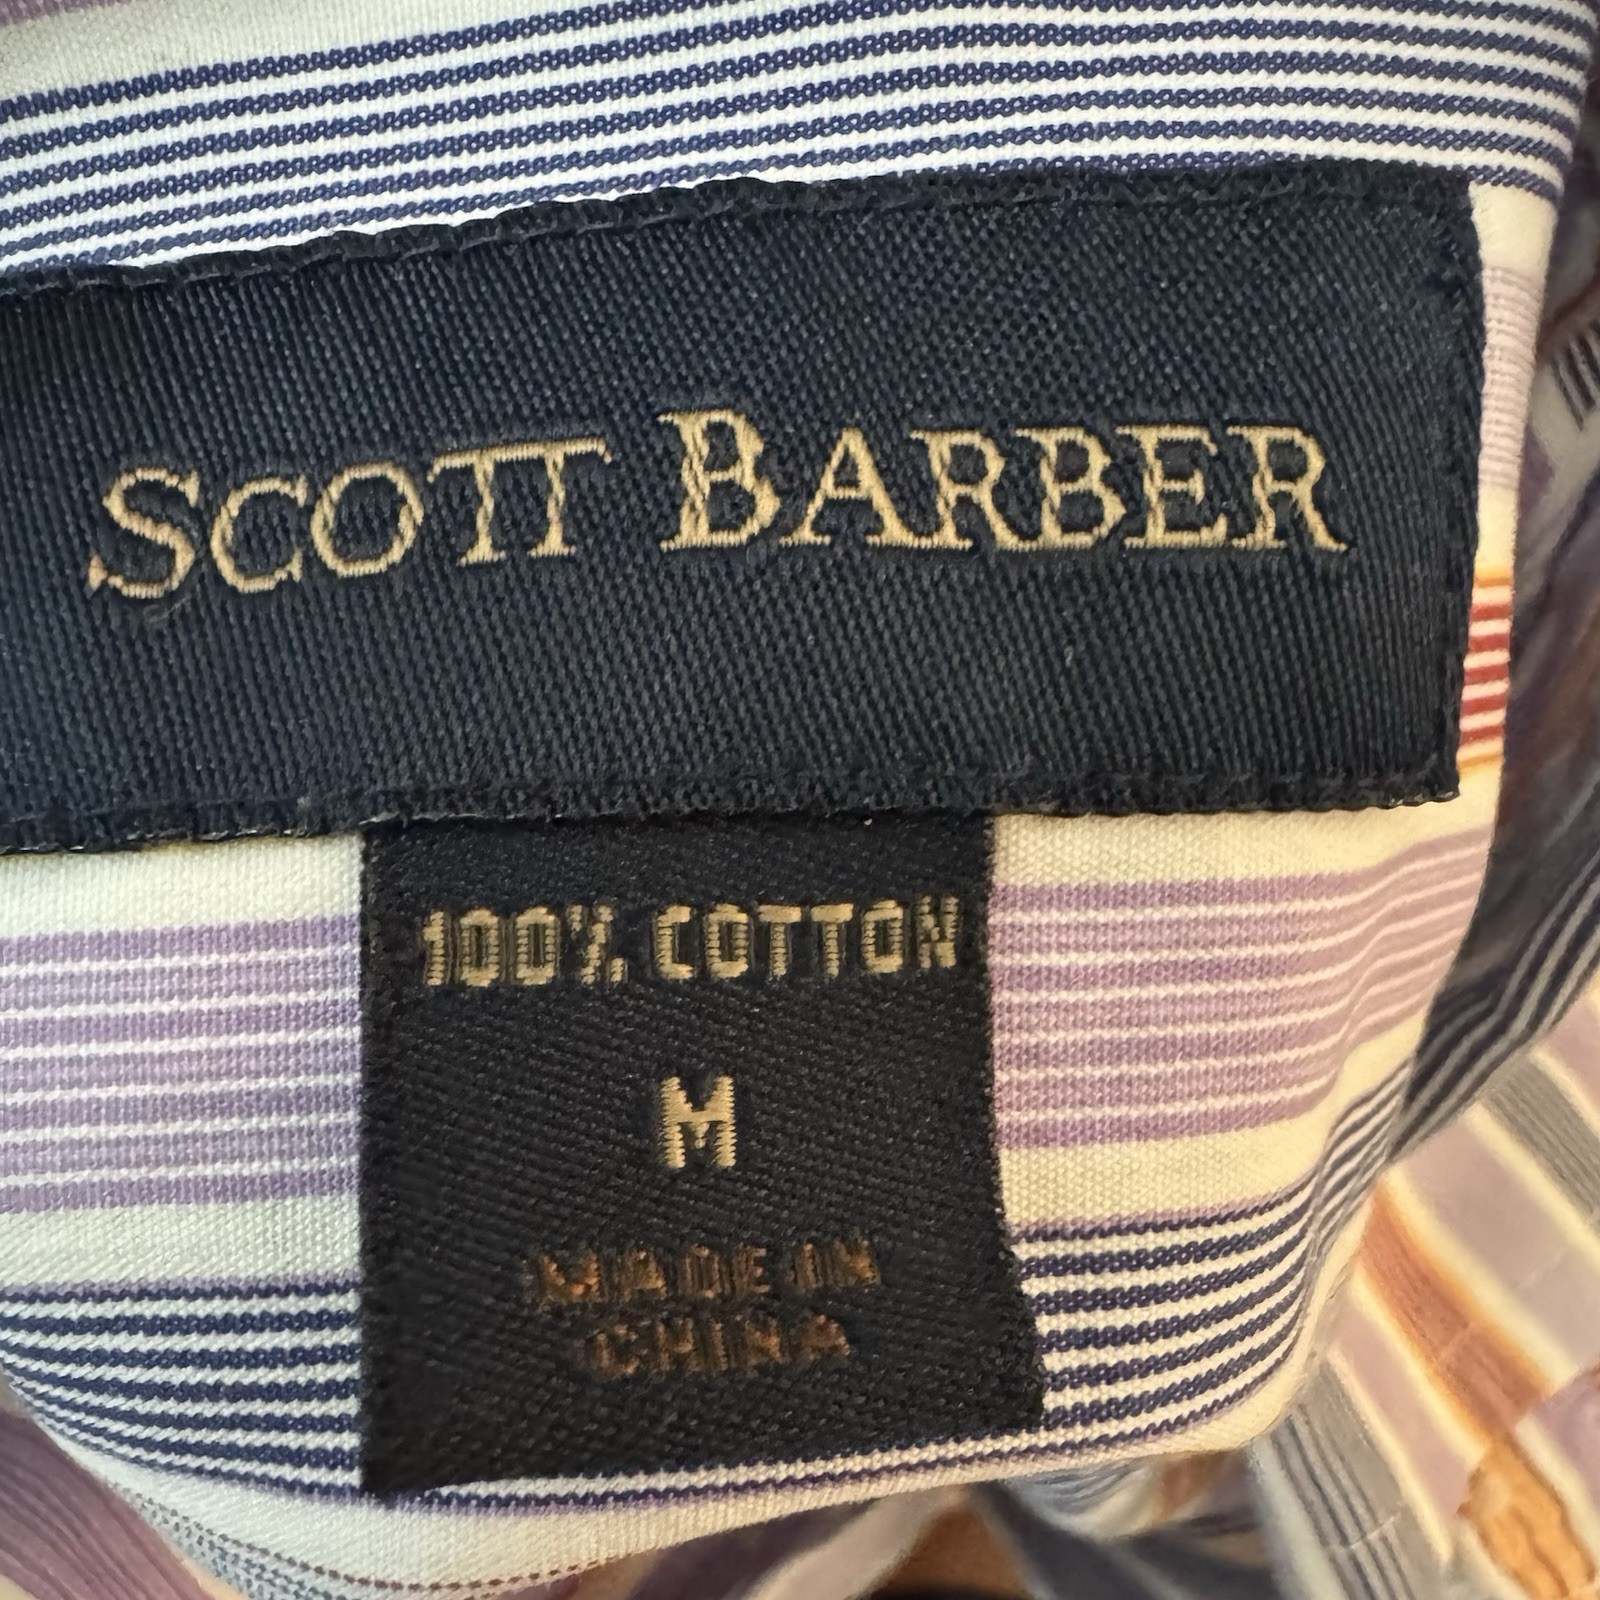 SCOTT BARBER
100% COTTON
M
MADE IN
CHINA